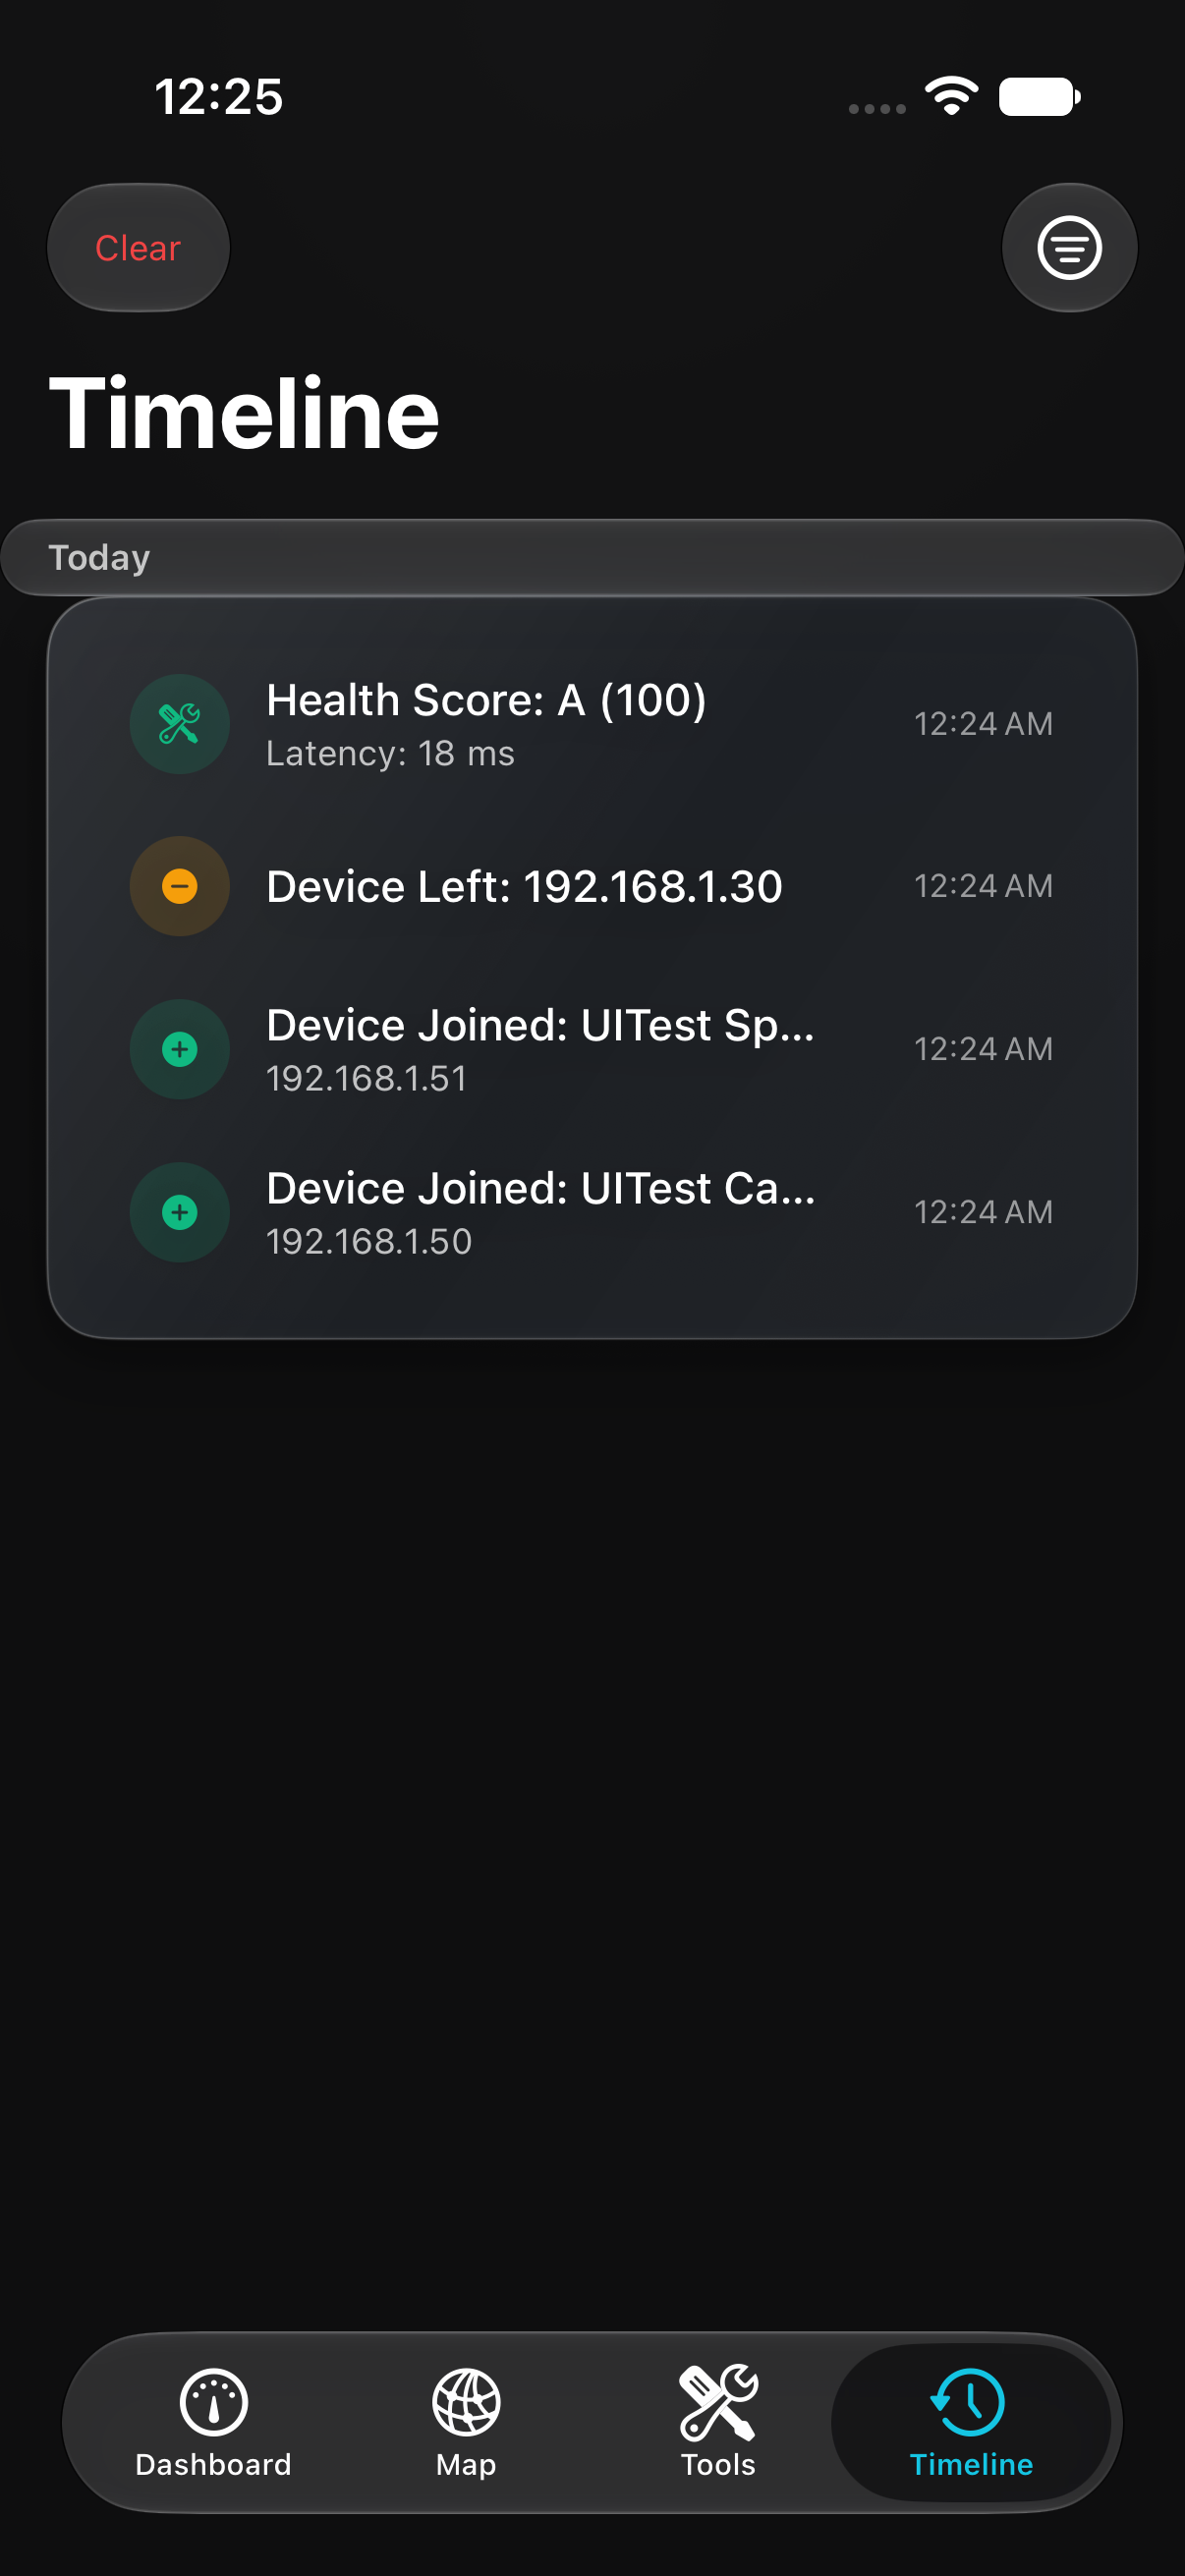 12:25
Clear
Timeline
Today
Health Score: A (100)
Latency: 18 ms
12:24 AM
Device Left: 192.168.1.30
12:24 AM
Device Joined: UITest Sp...
192.168.1.51
12:24 AM
Device Joined: UITest Ca...
192.168.1.50
12:24 AM
Dashboard
Map
Tools
Timeline